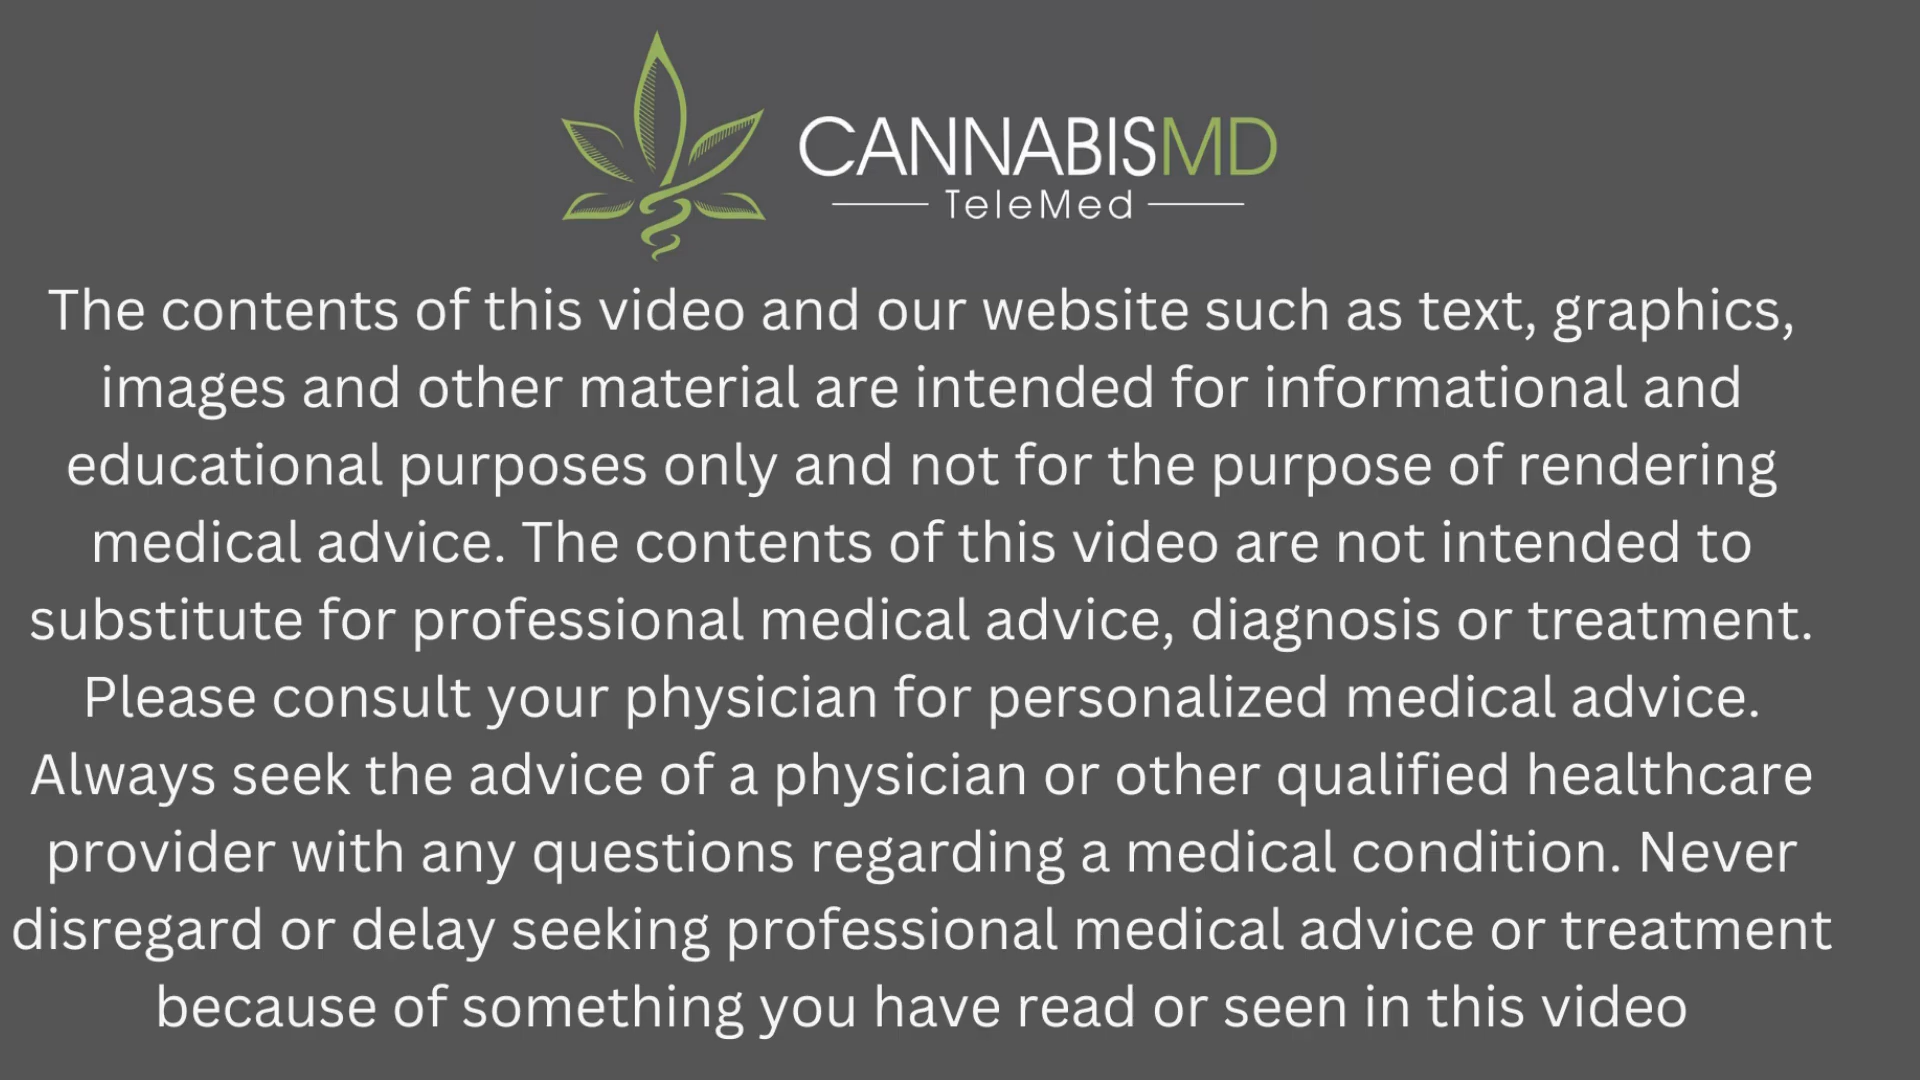 CANNABISMD
TeleMed
The contents of this video and our website such as text, graphics,
images and other material are intended for informational and
educational purposes only and not for the purpose of rendering
medical advice. The contents of this video are not intended to
substitute for professional medical advice, diagnosis or treatment.
Please consult your physician for personalized medical advice.
Always seek the advice of a physician or other qualified healthcare
provider with any questions regarding a medical condition. Never
disregard or delay seeking professional medical advice or treatment
because of something you have read or seen in this video